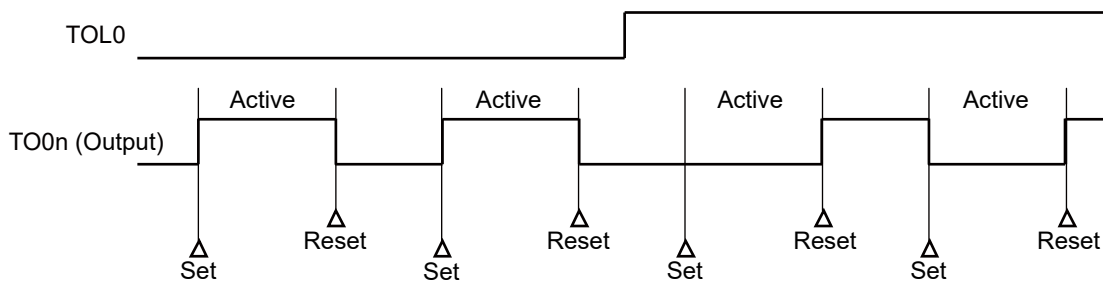 TOL0
Active Active Active Active
TO0n (Output)
Reset Reset Reset Reset
Set Set Set Set